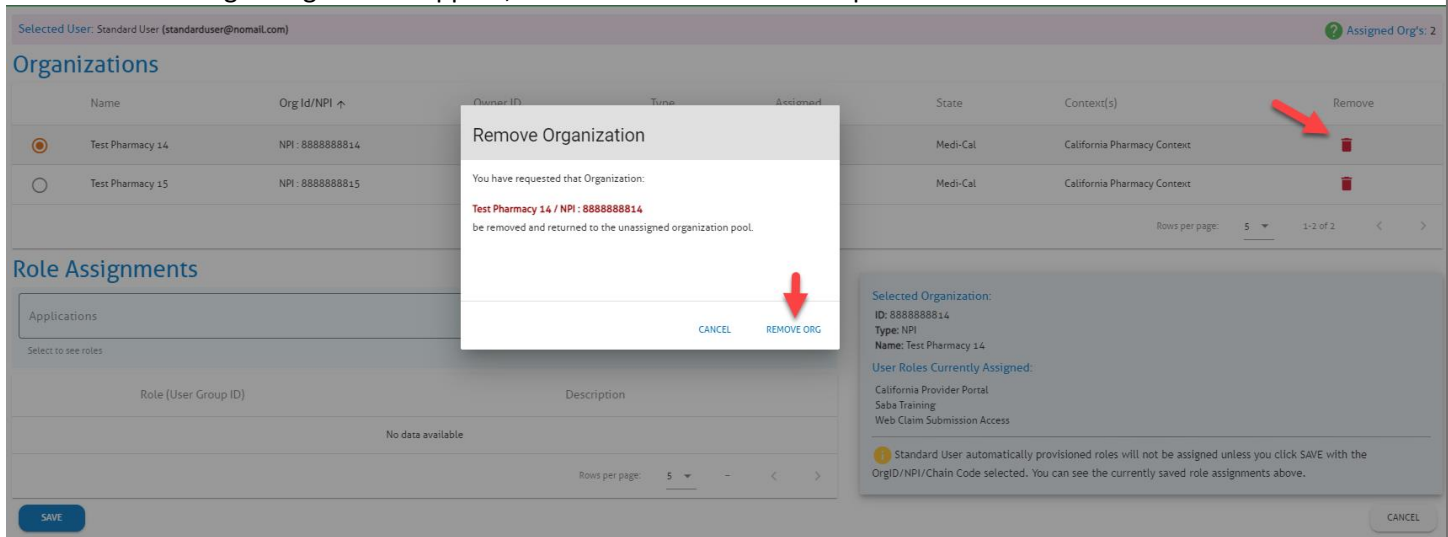 Selected User: Standard User (standarduser@nomail.com) Assigned Org's: 2
Organizations
Name Org Id/NPI Owner ID Type Assigned State Context(s) Remove
Test Pharmacy 14 NPI : 8888888814 Medi-Cal California Pharmacy Context
Test Pharmacy 15 NPI : 8888888815 Medi-Cal California Pharmacy Context
Rows per page: 5 1-2 of 2
Remove Organization
You have requested that Organization:
Test Pharmacy 14 / NPI : 8888888814
be removed and returned to the unassigned organization pool.
CANCEL REMOVE ORG
Role Assignments
Applications
Select to see roles
Role (User Group ID) Description
No data available
Rows per page: 5 -
Selected Organization:
ID: 8888888814
Type: NPI
Name: Test Pharmacy 14
User Roles Currently Assigned:
California Provider Portal
Saba Training
Web Claim Submission Access
Standard User automatically provisioned roles will not be assigned unless you click SAVE with the
OrgID/NPI/Chain Code selected. You can see the currently saved role assignments above.
SAVE CANCEL